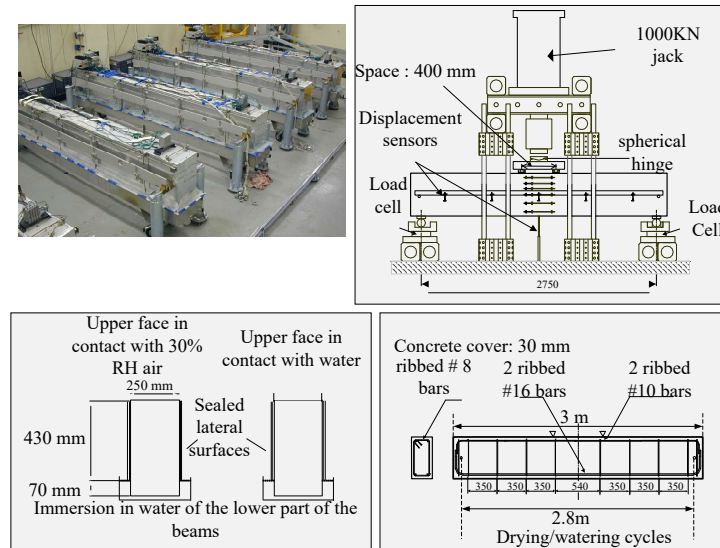 1000KN
jack
Space : 400 mm
Displacement
sensors
spherical
hinge
Load
cell
Load
Cell
2750
Upper face in
contact with 30%
RH air
250 mm
Upper face in
contact with water
Sealed
lateral
surfaces
430 mm
70 mm
Immersion in water of the lower part of the
beams
Concrete cover: 30 mm
ribbed # 8
bars
2 ribbed
#16 bars
2 ribbed
#10 bars
3 m
350 350 350 540 350 350 350
2.8m
Drying/watering cycles